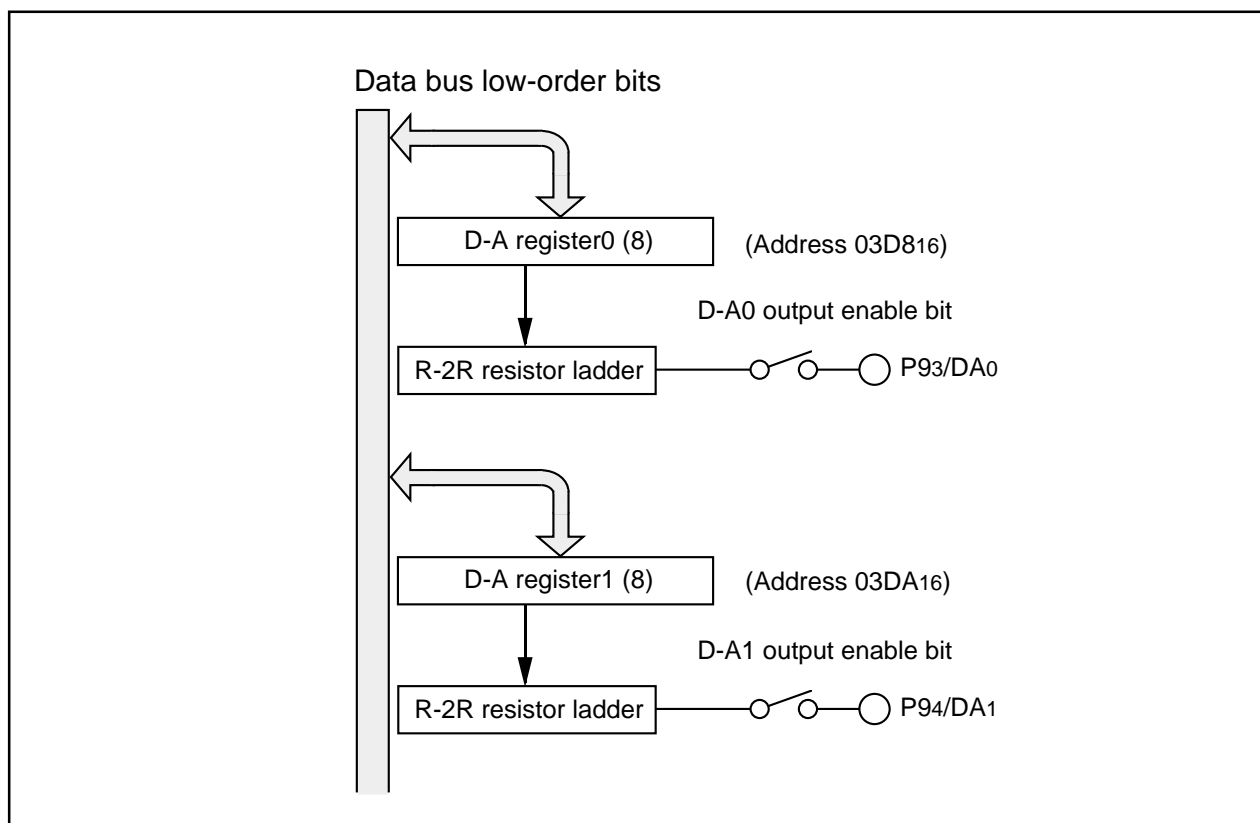 Data bus low-order bits
D-A register0 (8)
(Address 03D816)
D-A0 output enable bit
R-2R resistor ladder
P93/DA0
D-A register1 (8)
(Address 03DA16)
D-A1 output enable bit
R-2R resistor ladder
P94/DA1